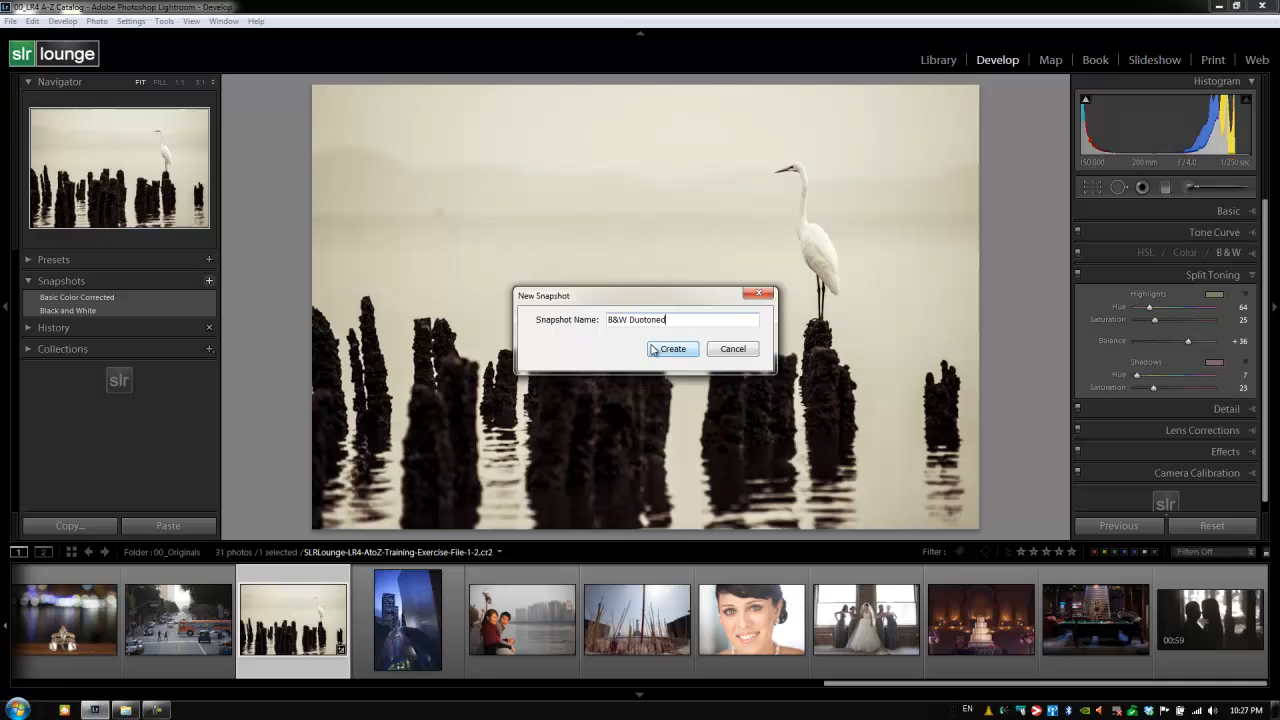 00_LR4 A-Z Catalog - Adobe Photoshop Lightroom - Develop
File Edit Develop Photo Settings Tools View Window Help
slr lounge
Library Develop Map Book Slideshow Print Web
Navigator FIT FILL 1:1 3:1
Histogram
ISO 800 200 mm f / 4.0 1/250 sec
Basic
Tone Curve
HSL / Color / B & W
Presets
Snapshots
Basic Color Corrected
Black and White
History
Collections
slr
New Snapshot
Snapshot Name: B&W Duotoned
Create Cancel
Split Toning
Highlights
Hue 64
Saturation 25
Balance + 36
Shadows
Hue 7
Saturation 23
Detail
Lens Corrections
Effects
Camera Calibration
slr
Copy... Paste
Previous Reset
1 2 Folder : 00_Originals 31 photos /1 selected /SLRLounge-LR4-AtoZ-Training-Exercise-File-1-2.cr2 Filter : Filters Off
00:59
EN 10:27 PM